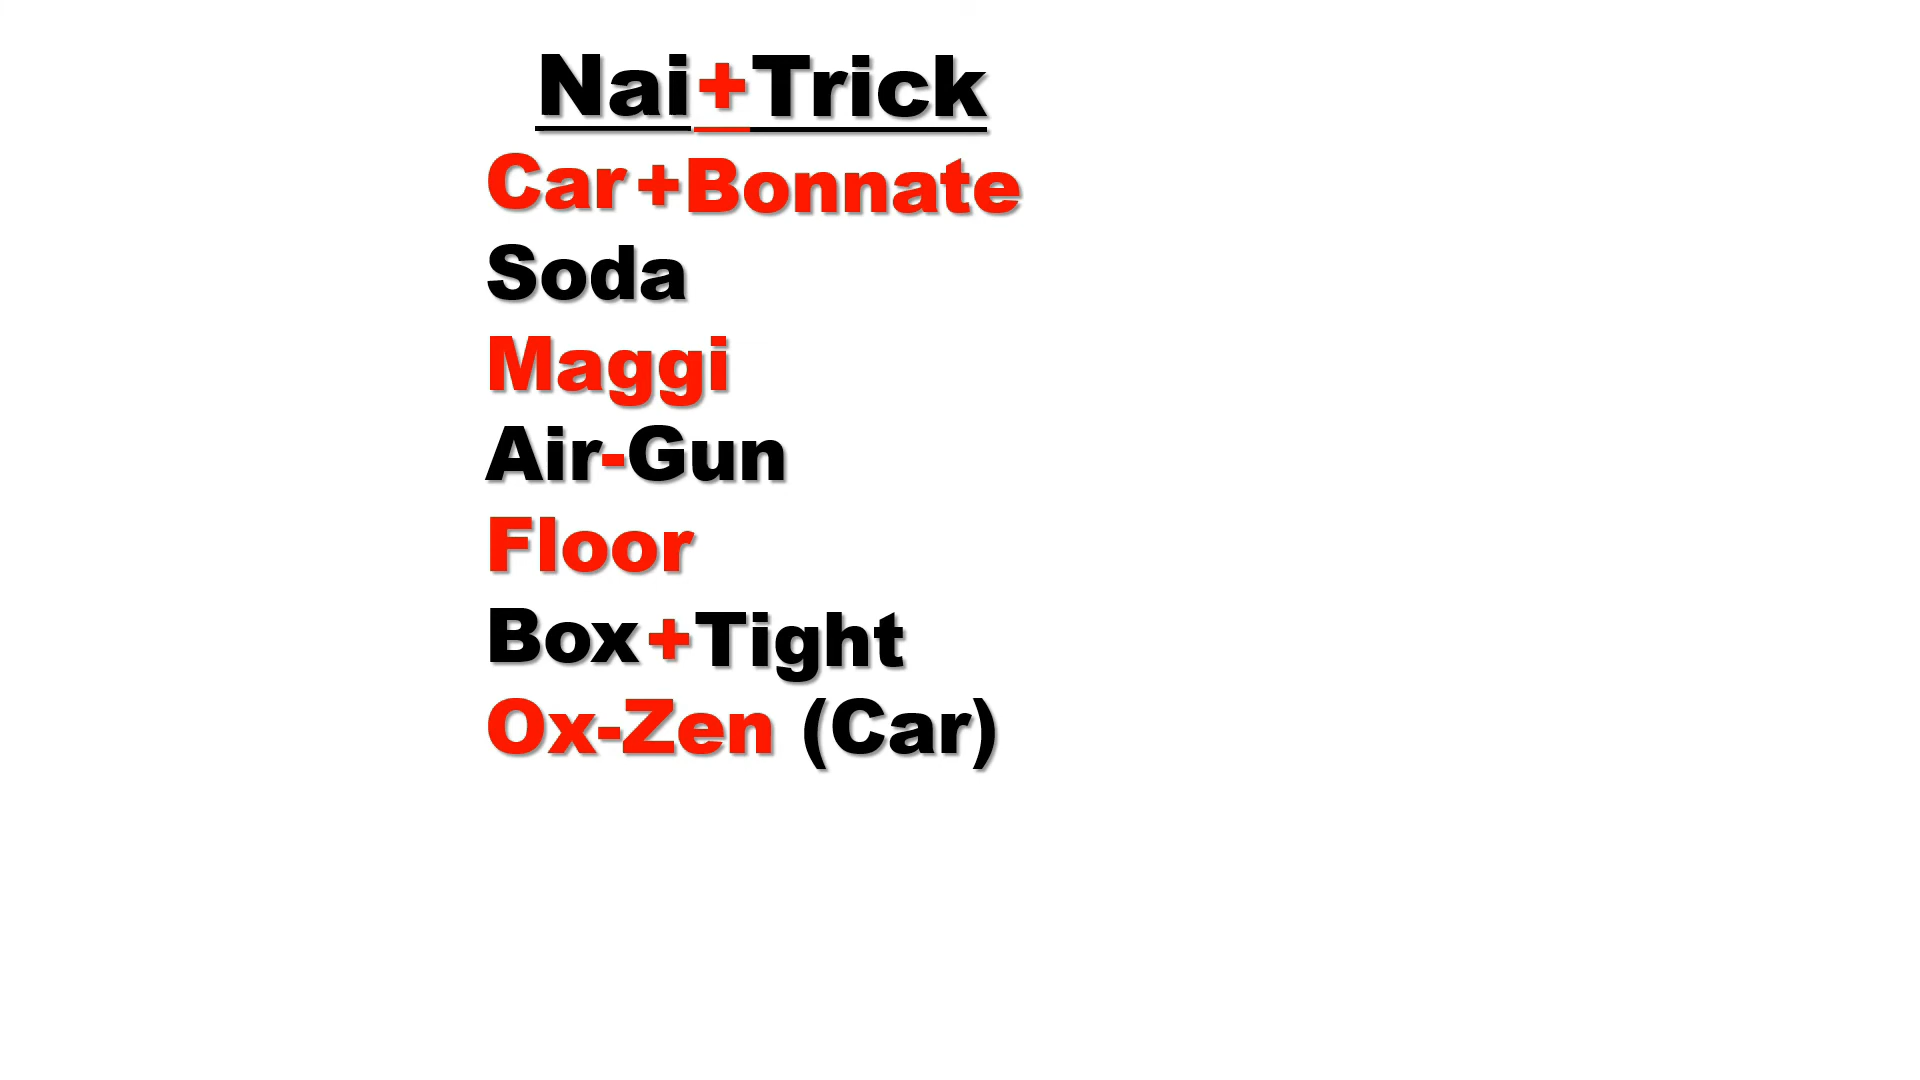 Nai+Trick
Car+Bonnate
Soda
Maggi
Air-Gun
Floor
Box+Tight
Ox-Zen (Car)